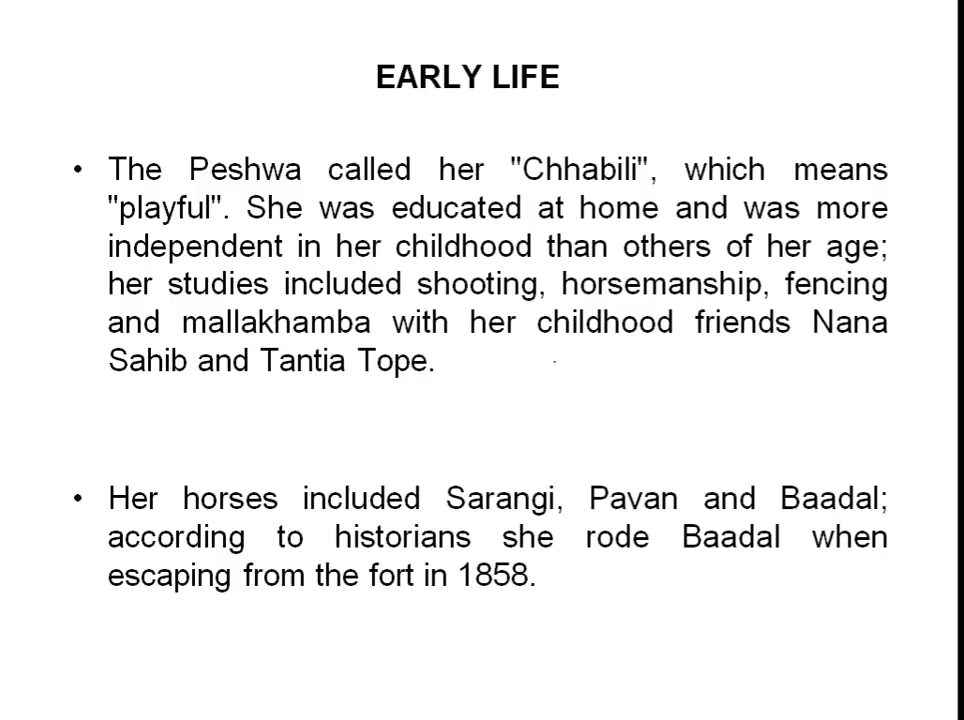 EARLY LIFE
• The Peshwa called her "Chhabili", which means
"playful". She was educated at home and was more
independent in her childhood than others of her age;
her studies included shooting, horsemanship, fencing
and mallakhamba with her childhood friends Nana
Sahib and Tantia Tope.
• Her horses included Sarangi, Pavan and Baadal;
according to historians she rode Baadal when
escaping from the fort in 1858.